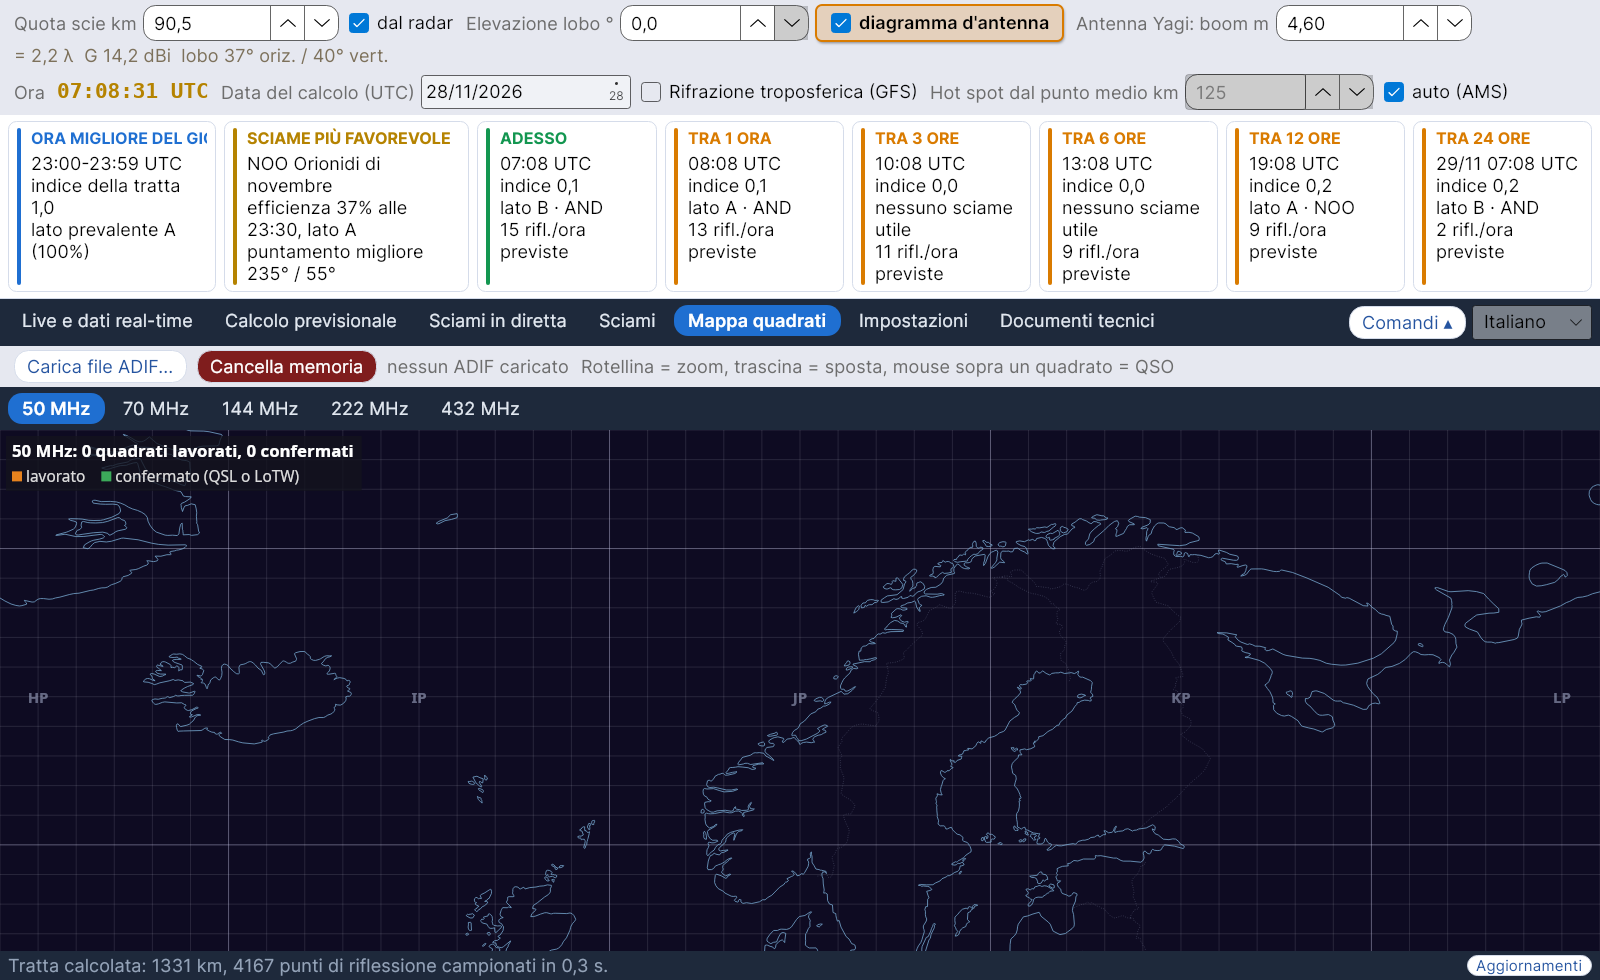 Quota scie km 90,5 dal radar Elevazione lobo ° 0,0 diagramma d'antenna Antenna Yagi: boom m 4,60
= 2,2 λ G 14,2 dBi lobo 37° oriz. / 40° vert.
Ora 07:08:31 UTC Data del calcolo (UTC) 28/11/2026 28 Rifrazione troposferica (GFS) Hot spot dal punto medio km 125 auto (AMS)
ORA MIGLIORE DEL GIO
23:00-23:59 UTC
indice della tratta
1,0
lato prevalente A
(100%)
SCIAME PIÙ FAVOREVOLE
NOO Orionidi di
novembre
efficienza 37% alle
23:30, lato A
puntamento migliore
235° / 55°
ADESSO
07:08 UTC
indice 0,1
lato B · AND
15 rifl./ora
previste
TRA 1 ORA
08:08 UTC
indice 0,1
lato A · AND
13 rifl./ora
previste
TRA 3 ORE
10:08 UTC
indice 0,0
nessuno sciame
utile
11 rifl./ora
previste
TRA 6 ORE
13:08 UTC
indice 0,0
nessuno sciame
utile
9 rifl./ora
previste
TRA 12 ORE
19:08 UTC
indice 0,2
lato A · NOO
9 rifl./ora
previste
TRA 24 ORE
29/11 07:08 UTC
indice 0,2
lato B · AND
2 rifl./ora
previste
Live e dati real-time Calcolo previsionale Sciami in diretta Sciami Mappa quadrati Impostazioni Documenti tecnici Comandi ▴ Italiano
Carica file ADIF... Cancella memoria nessun ADIF caricato Rotellina = zoom, trascina = sposta, mouse sopra un quadrato = QSO
50 MHz 70 MHz 144 MHz 222 MHz 432 MHz
50 MHz: 0 quadrati lavorati, 0 confermati
lavorato confermato (QSL o LoTW)
HP IP JP KP LP
Tratta calcolata: 1331 km, 4167 punti di riflessione campionati in 0,3 s. Aggiornamenti